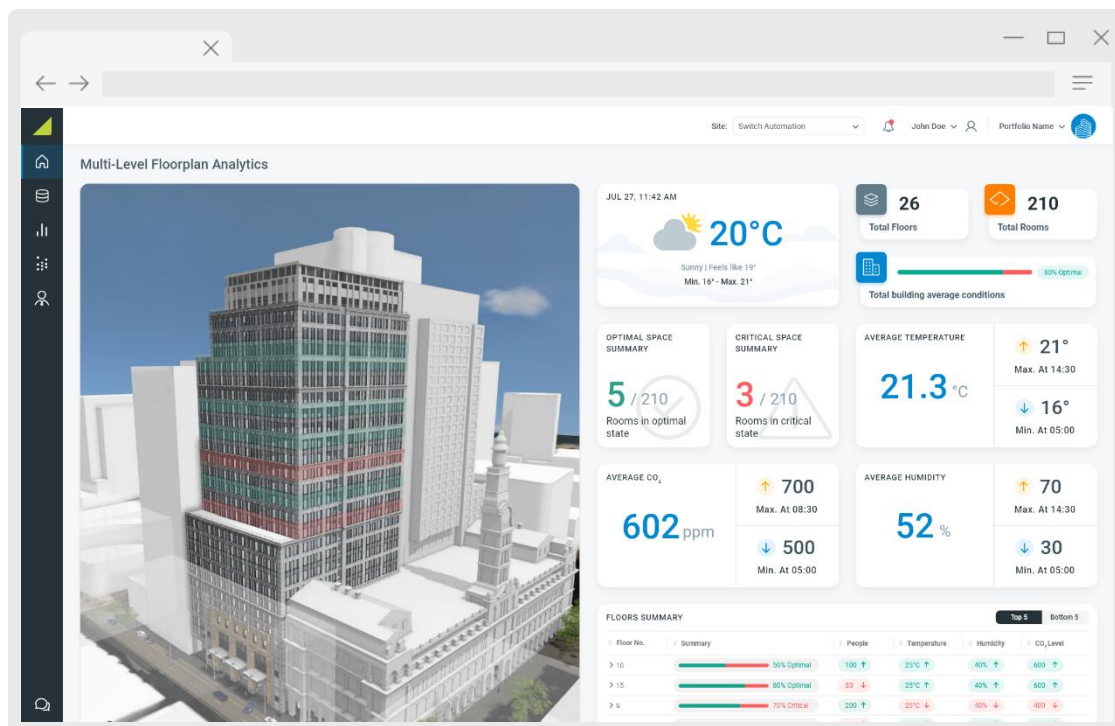 Site: Switch Automation
John Doe
Portfolio Name
Multi-Level Floorplan Analytics
JUL 27, 11:42 AM
20°C
Sunny | Feels like 19°
Min. 16° - Max. 21°
26
Total Floors
210
Total Rooms
80% Optimal
Total building average conditions
OPTIMAL SPACE
SUMMARY
5 / 210
Rooms in optimal
state
CRITICAL SPACE
SUMMARY
3 / 210
Rooms in critical
state
AVERAGE TEMPERATURE
21.3 °C
↑ 21°
Max. At 14:30
↓ 16°
Min. At 05:00
AVERAGE CO₂
602 ppm
↑ 700
Max. At 08:30
↓ 500
Min. At 05:00
AVERAGE HUMIDITY
52 %
↑ 70
Max. At 14:30
↓ 30
Min. At 05:00
FLOORS SUMMARY
Top 5 Bottom 5
Floor No. Summary People Temperature Humidity CO₂ Level
> 10 50% Optimal 100 ↑ 25°C ↑ 40% ↑ 600 ↑
> 15 80% Optimal 80 ↓ 25°C ↑ 40% ↑ 600 ↑
> 6 70% Critical 200 ↑ 25°C ↓ 40% ↓ 400 ↓